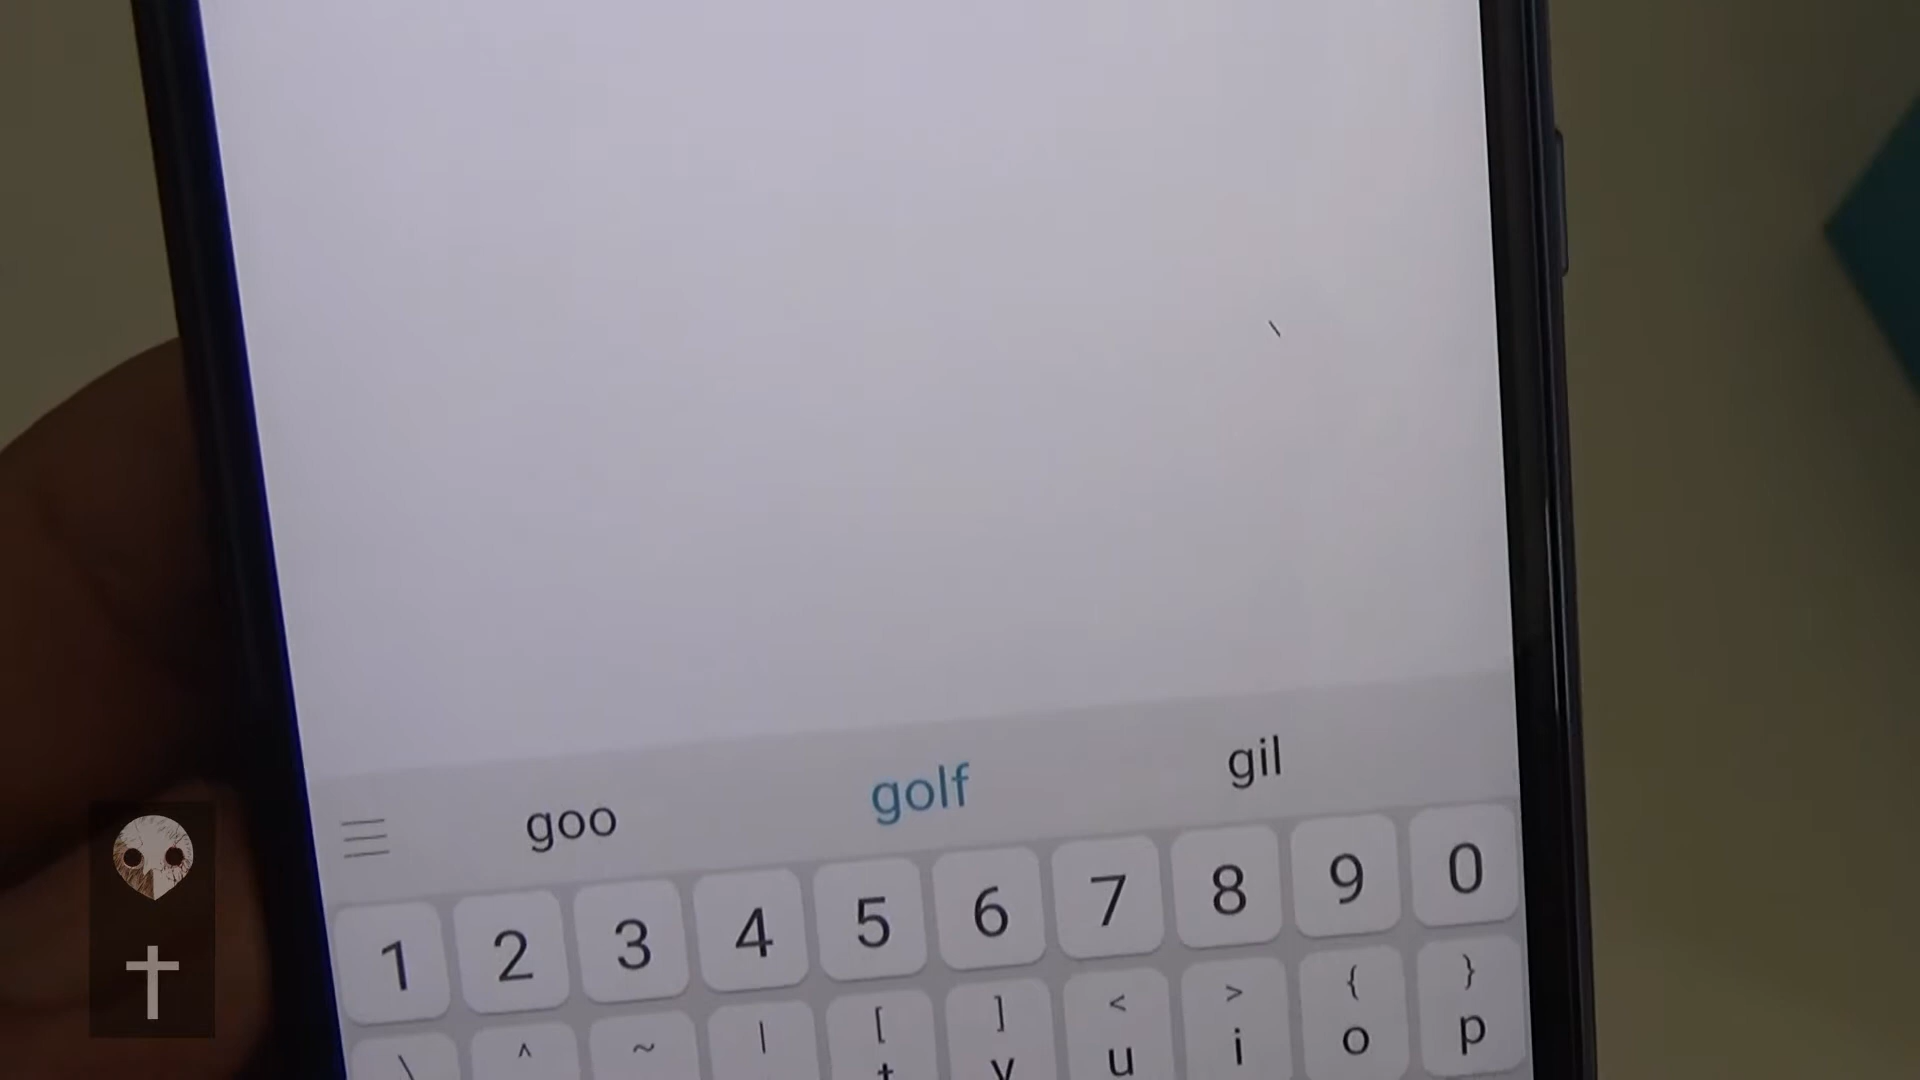 goo golf gil
1 2 3 4 5 6 7 8 9 0
\ ^ ~ | [ ] < > { }
t y u i o p